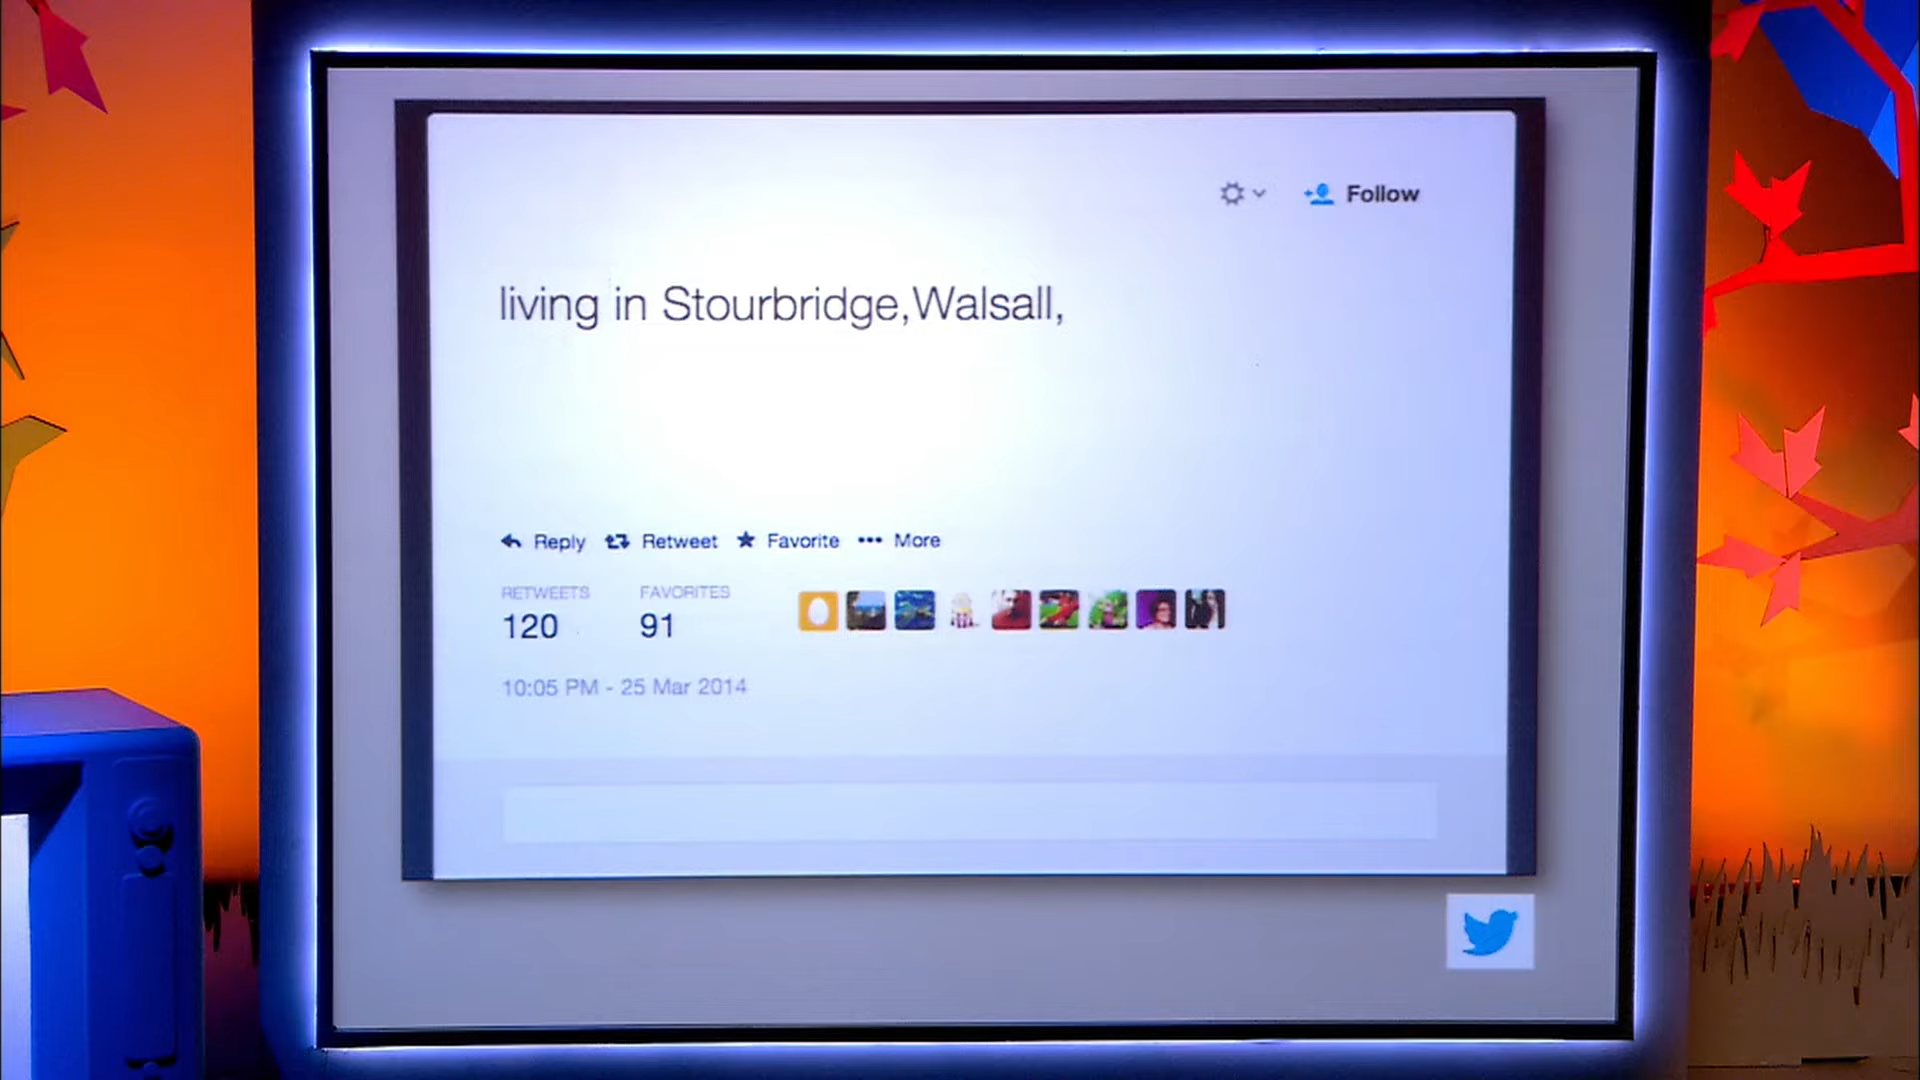 Follow
living in Stourbridge,Walsall,
Reply Retweet Favorite More
RETWEETS FAVORITES
120 91
10:05 PM - 25 Mar 2014